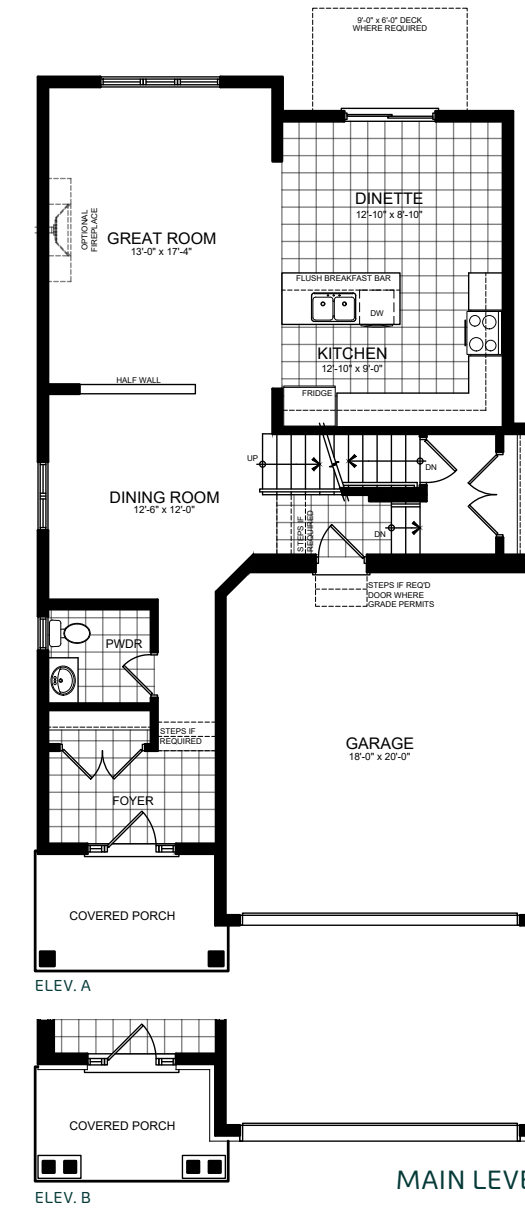 9'-0" x 6'-0" DECK
WHERE REQUIRED
DINETTE
12'-10" x 8'-10"
OPTIONAL
FIREPLACE
GREAT ROOM
13'-0" x 17'-4"
FLUSH BREAKFAST BAR
DW
KITCHEN
12'-10" x 9'-0"
HALF WALL
FRIDGE
UP
DN
DINING ROOM
12'-6" x 12'-0"
STEPS IF
REQUIRED
DN
STEPS IF REQ'D
DOOR WHERE
GRADE PERMITS
PWDR
STEPS IF
REQUIRED
GARAGE
18'-0" x 20'-0"
FOYER
COVERED PORCH
ELEV. A
COVERED PORCH
MAIN LEVE
ELEV. B